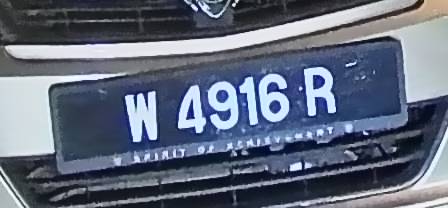 W 4916 R
SPIRIT OF ACHIEVEMENT